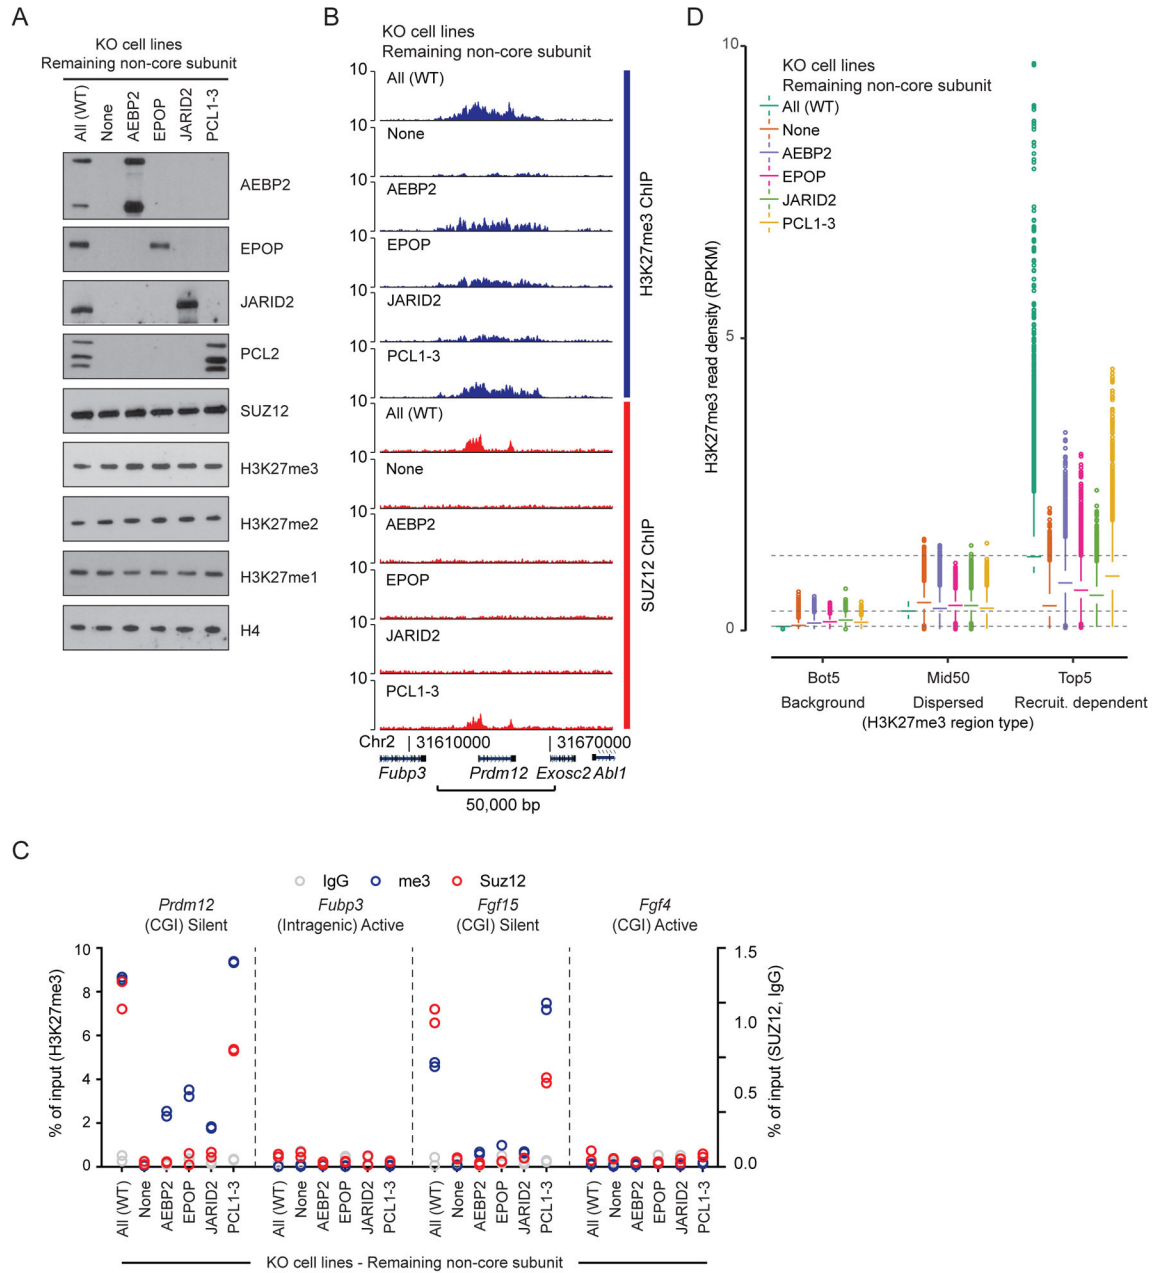 A
KO cell lines
Remaining non-core subunit
All (WT)
None
AEBP2
EPOP
JARID2
PCL1-3
AEBP2
EPOP
JARID2
PCL2
SUZ12
H3K27me3
H3K27me2
H3K27me1
H4
B
KO cell lines
Remaining non-core subunit
10
All (WT)
10
None
10
AEBP2
10
EPOP
10
JARID2
10
PCL1-3
H3K27me3 ChIP
10
All (WT)
10
None
10
AEBP2
10
EPOP
10
JARID2
10
PCL1-3
SUZ12 ChIP
Chr2 31610000 31670000
Fubp3 Prdm12 Exosc2 Abl1
50,000 bp
D
KO cell lines
Remaining non-core subunit
All (WT)
None
AEBP2
EPOP
JARID2
PCL1-3
H3K27me3 read density (RPKM)
10
5
0
Bot5 Mid50 Top5
Background Dispersed Recruit. dependent
(H3K27me3 region type)
C
IgG me3 Suz12
Prdm12 Fubp3 Fgf15 Fgf4
(CGI) Silent (Intragenic) Active (CGI) Silent (CGI) Active
% of input (H3K27me3)
10
8
6
4
2
0
1.5
1.0
0.5
0.0
% of input (SUZ12, IgG)
All (WT) None AEBP2 EPOP JARID2 PCL1-3 All (WT) None AEBP2 EPOP JARID2 PCL1-3 All (WT) None AEBP2 EPOP JARID2 PCL1-3 All (WT) None AEBP2 EPOP JARID2 PCL1-3
KO cell lines - Remaining non-core subunit